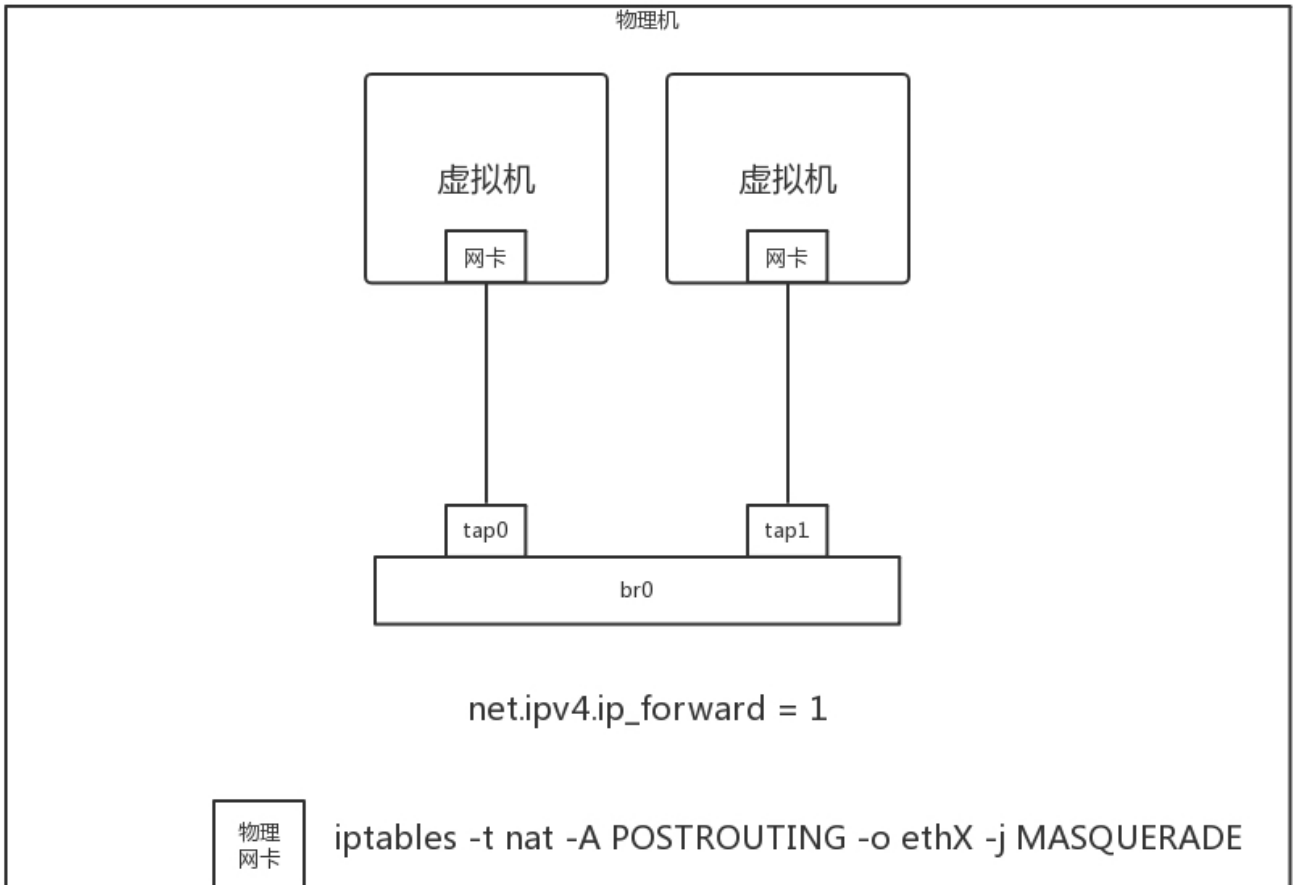 物理机
虚拟机
虚拟机
网卡
网卡
tap0
tap1
br0
net.ipv4.ip_forward = 1
物理
网卡
iptables -t nat -A POSTROUTING -o ethX -j MASQUERADE